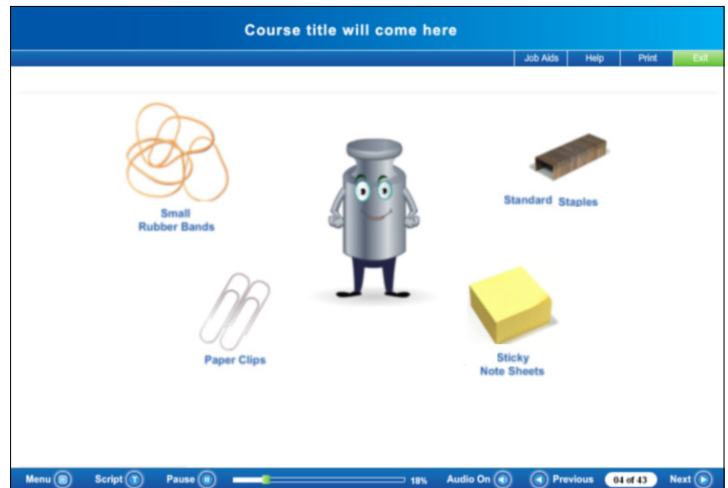 Course title will come here
Job Aids Help Print Exit
Small
Rubber Bands
Standard Staples
Paper Clips
Sticky
Note Sheets
Menu Script T Pause 18% Audio On Previous 04 of 43 Next